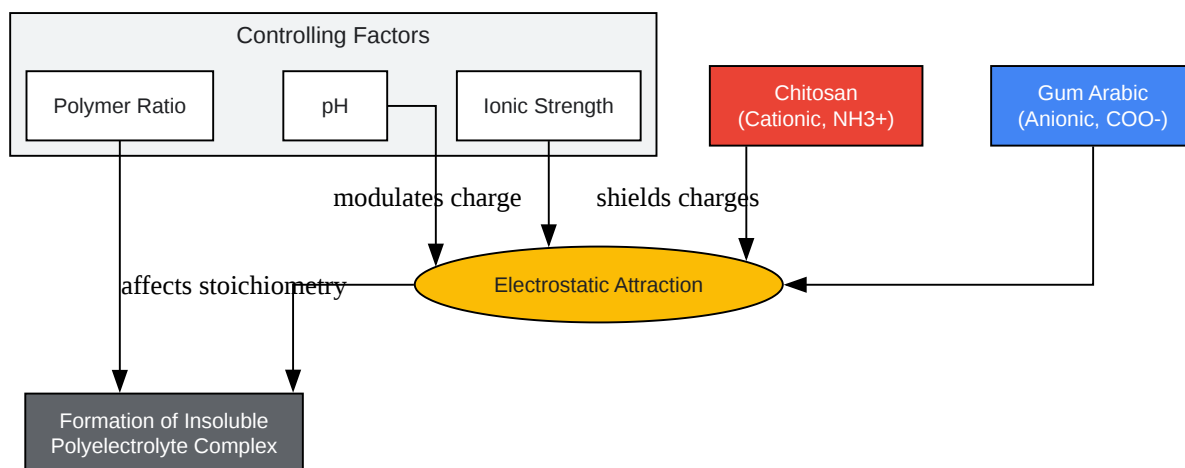 Controlling Factors
Polymer Ratio
pH
Ionic Strength
Chitosan
(Cationic, NH3+)
Gum Arabic
(Anionic, COO-)
modulates charge
shields charges
affects stoichiometry
Electrostatic Attraction
Formation of Insoluble
Polyelectrolyte Complex